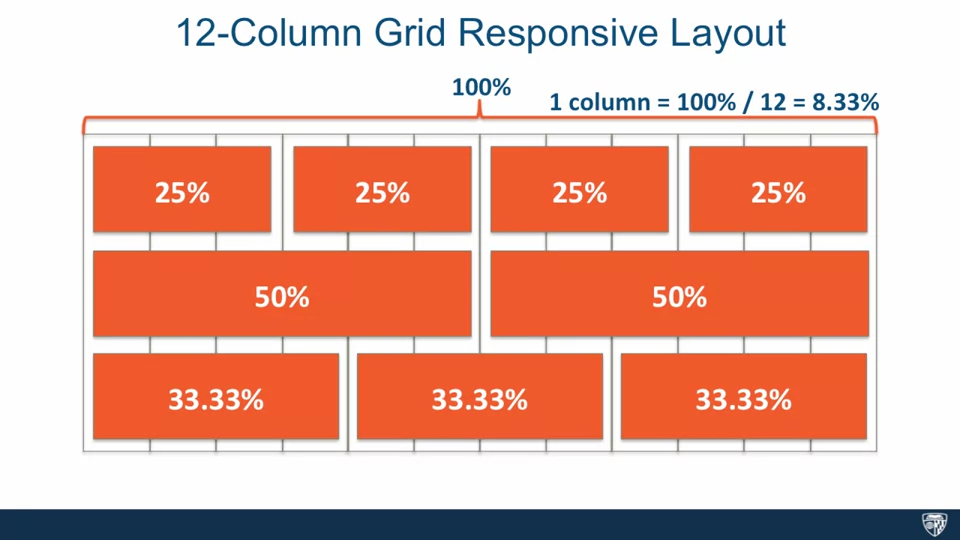 12-Column Grid Responsive Layout
100%
1 column = 100% / 12 = 8.33%
25% 25% 25% 25%
50% 50%
33.33% 33.33% 33.33%